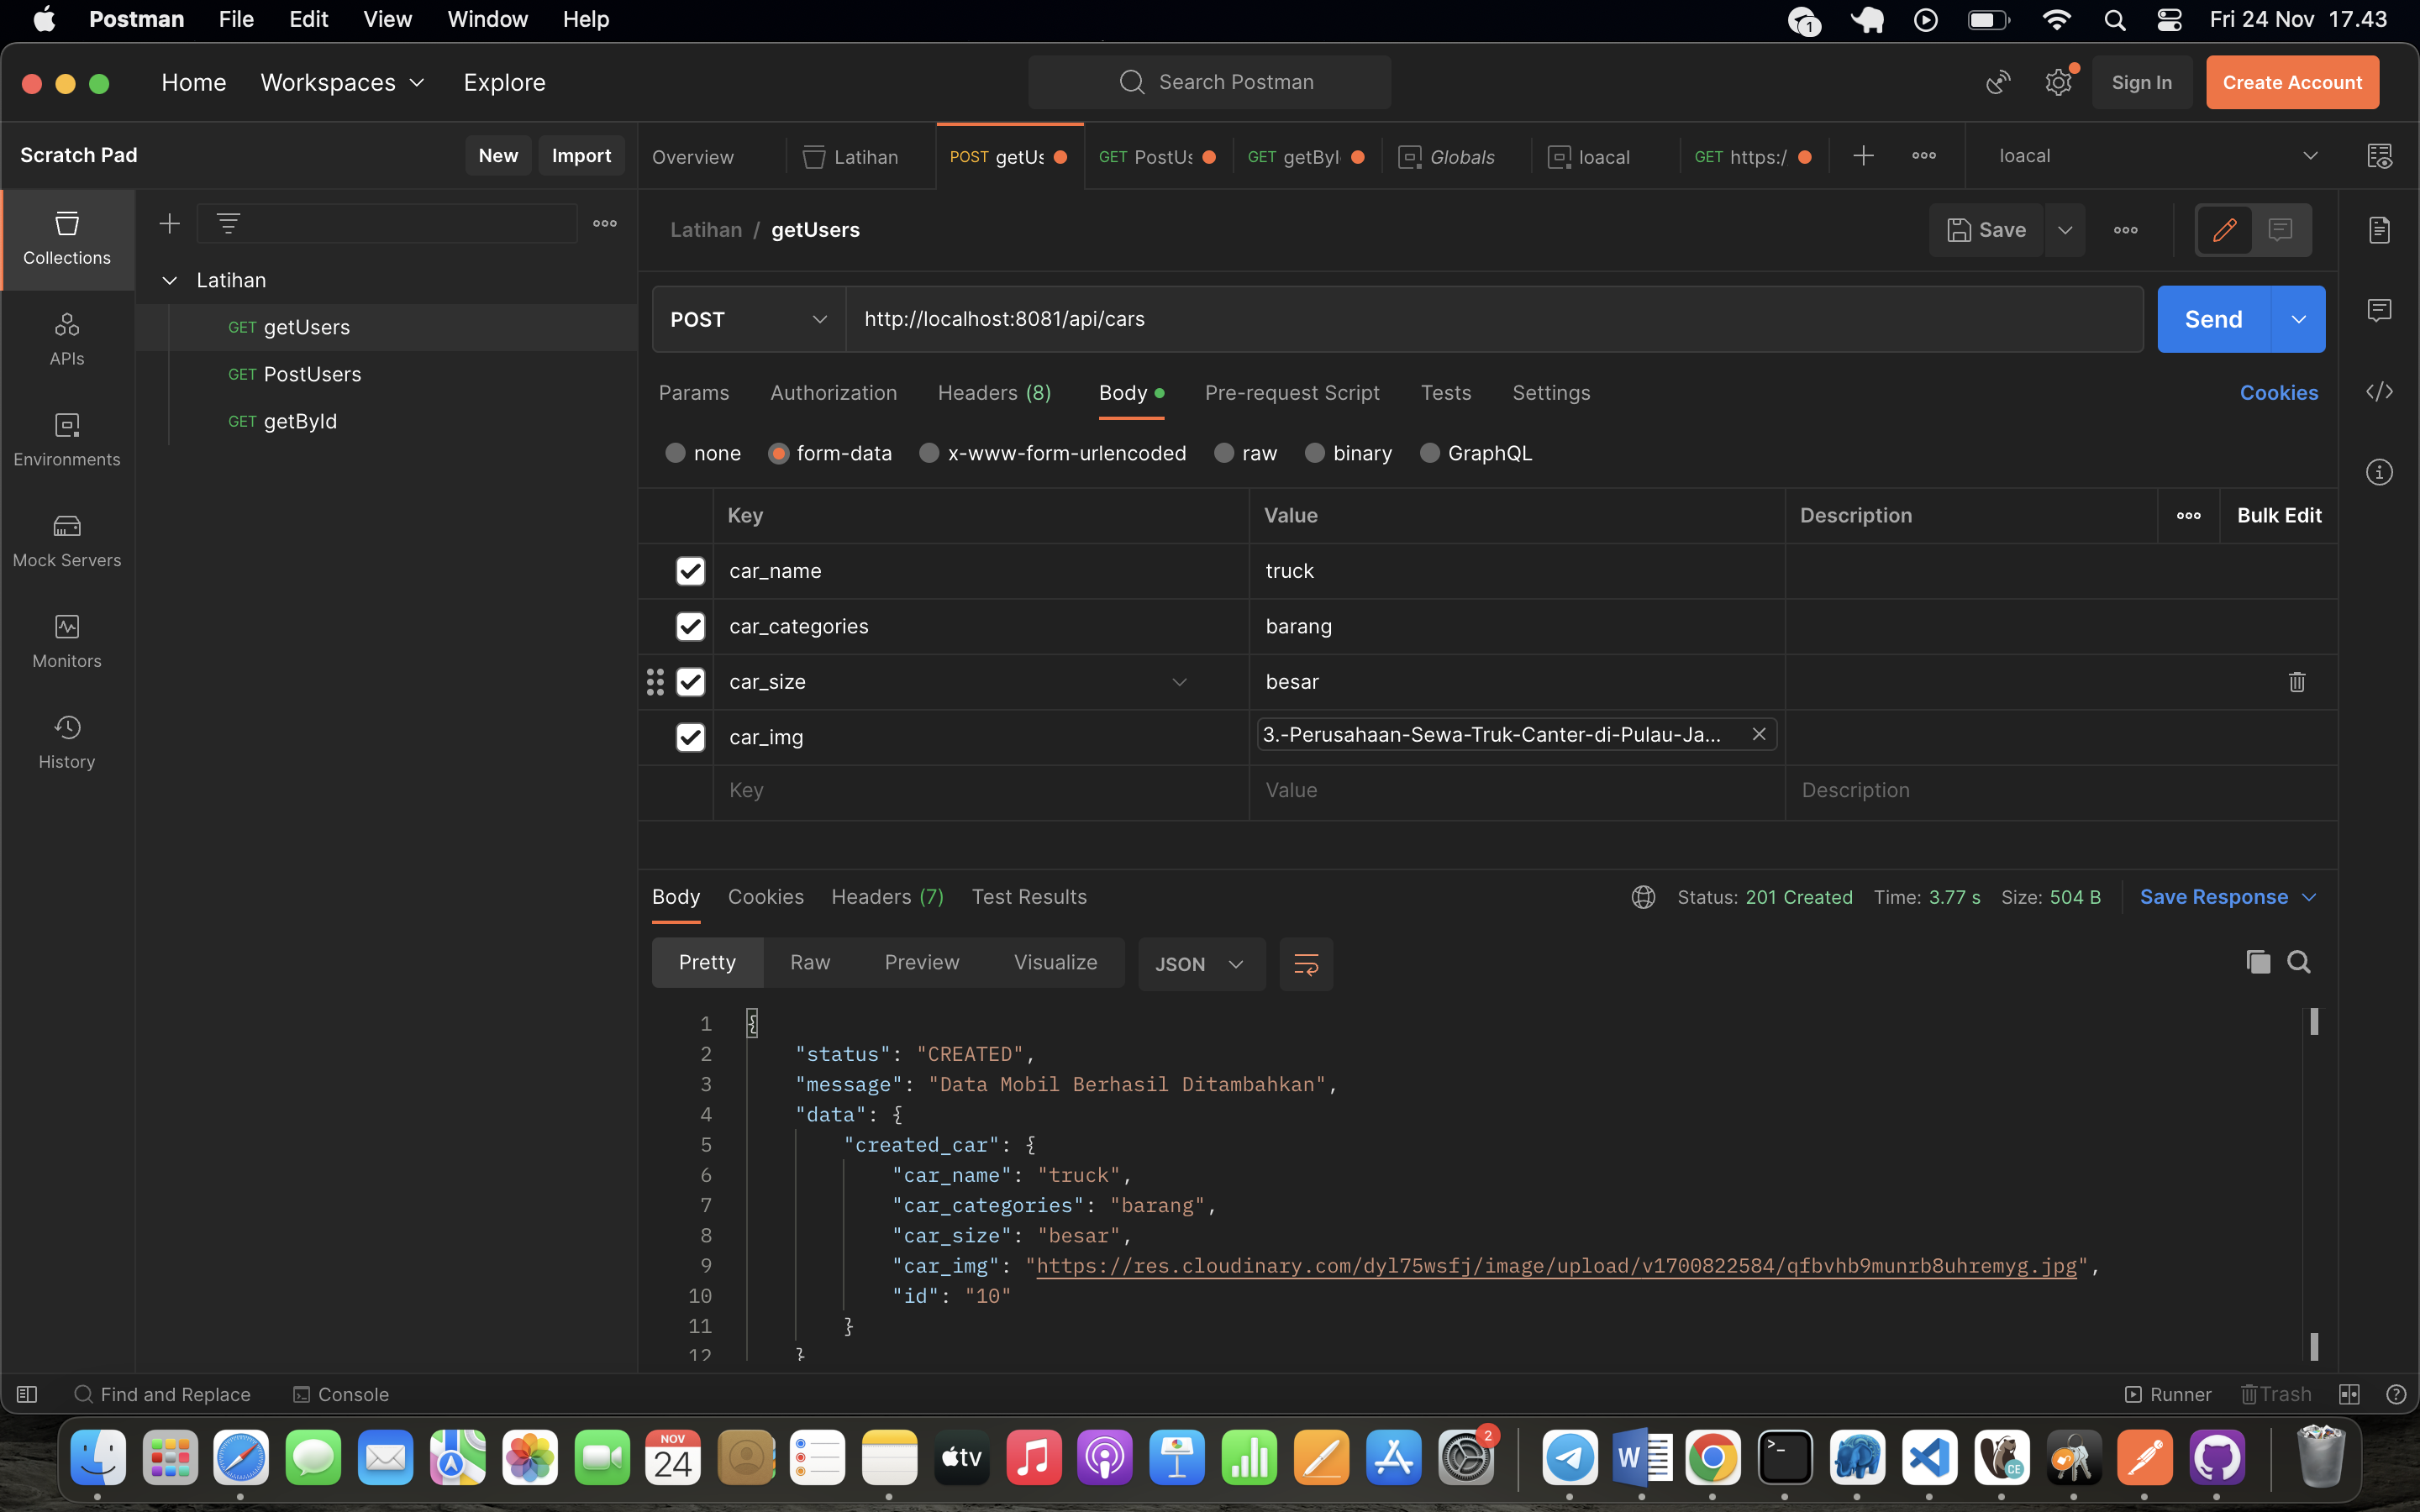 Postman File Edit View Window Help
1
Fri 24 Nov 17.43
Home Workspaces Explore
Search Postman
Sign In
Create Account
Scratch Pad
New
Import
Overview
Latihan
POST getUs
GET PostUs
GET getByI
Globals
loacal
GET https:/
loacal
Collections
APIs
Environments
Mock Servers
Monitors
History
Latihan
GET getUsers
GET PostUsers
GET getById
Latihan / getUsers
Save
POST
http://localhost:8081/api/cars
Send
Params Authorization Headers (8) Body Pre-request Script Tests Settings
Cookies
none form-data x-www-form-urlencoded raw binary GraphQL
Key Value Description Bulk Edit
car_name truck
car_categories barang
car_size besar
car_img 3.-Perusahaan-Sewa-Truk-Canter-di-Pulau-Ja...
Key Value Description
Body Cookies Headers (7) Test Results
Status: 201 Created Time: 3.77 s Size: 504 B
Save Response
Pretty Raw Preview Visualize
JSON
1 {
2 "status": "CREATED",
3 "message": "Data Mobil Berhasil Ditambahkan",
4 "data": {
5 "created_car": {
6 "car_name": "truck",
7 "car_categories": "barang",
8 "car_size": "besar",
9 "car_img": "https://res.cloudinary.com/dyl75wsfj/image/upload/v1700822584/qfbvhb9munrb8uhremyg.jpg",
10 "id": "10"
11 }
12 }
Find and Replace
Console
Runner
Trash
NOV
24
tv
2
W
CE